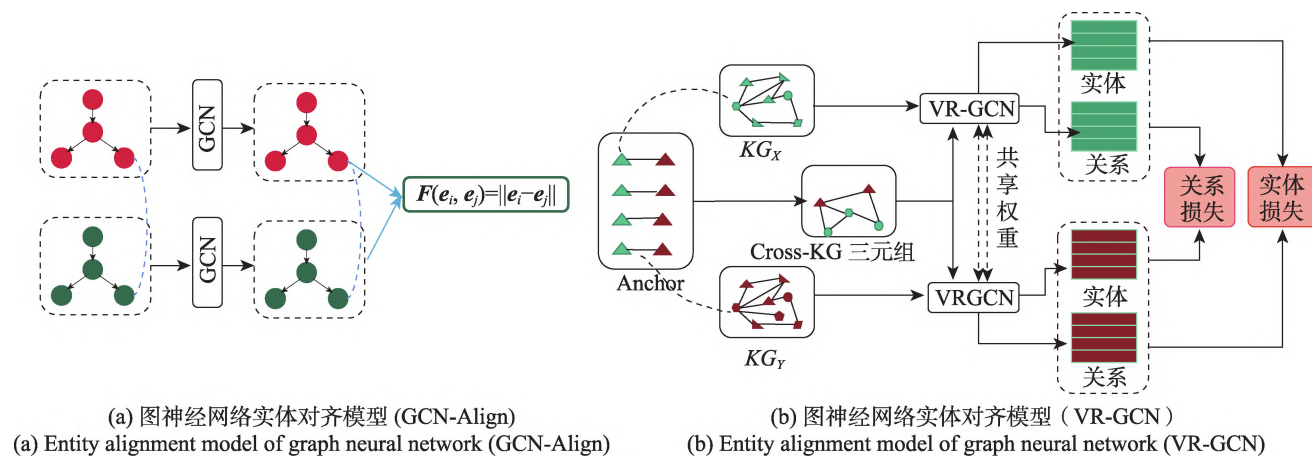 GCN
GCN
F(e_i, e_j)=||e_i−e_j||
(a) 图神经网络实体对齐模型 (GCN-Align)
(a) Entity alignment model of graph neural network (GCN-Align)
Anchor
KG_X
Cross-KG 三元组
KG_Y
VR-GCN
共享权重
VRGCN
实体
关系
实体
关系
关系
损失
实体
损失
(b) 图神经网络实体对齐模型（VR-GCN）
(b) Entity alignment model of graph neural network (VR-GCN)